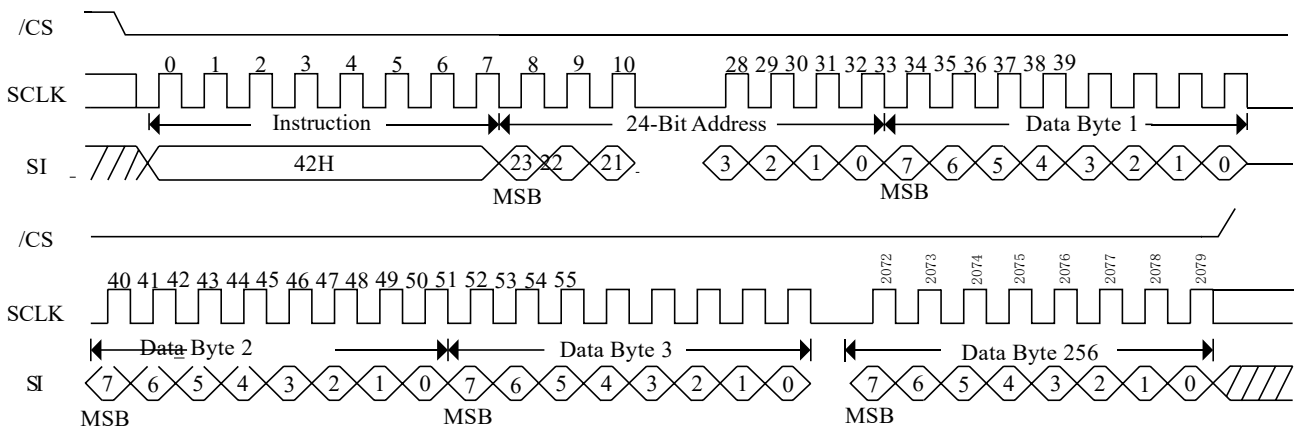 /CS
0 1 2 3 4 5 6 7 8 9 10 28 29 30 31 32 33 34 35 36 37 38 39
SCLK
Instruction 24-Bit Address Data Byte 1
SI 42H 23 22 21 3 2 1 0 7 6 5 4 3 2 1 0
MSB MSB
/CS
2072 2073 2074 2075 2076 2077 2078 2079
40 41 42 43 44 45 46 47 48 49 50 51 52 53 54 55
SCLK
Data Byte 2 Data Byte 3 Data Byte 256
SI 7 6 5 4 3 2 1 0 7 6 5 4 3 2 1 0 7 6 5 4 3 2 1 0
MSB MSB MSB